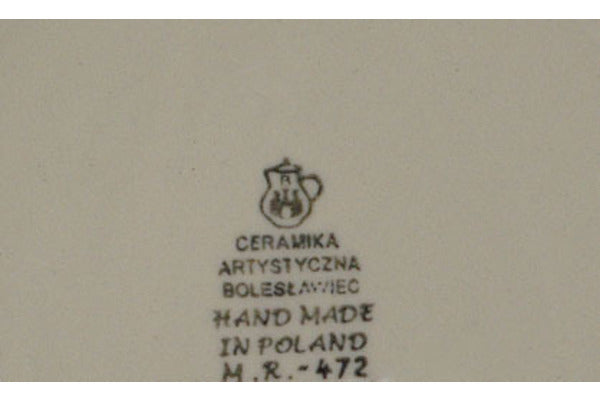 CERAMIKA
ARTYSTYCZNA
BOLESŁAWIEC
HAND MADE
IN POLAND
M.R.-472